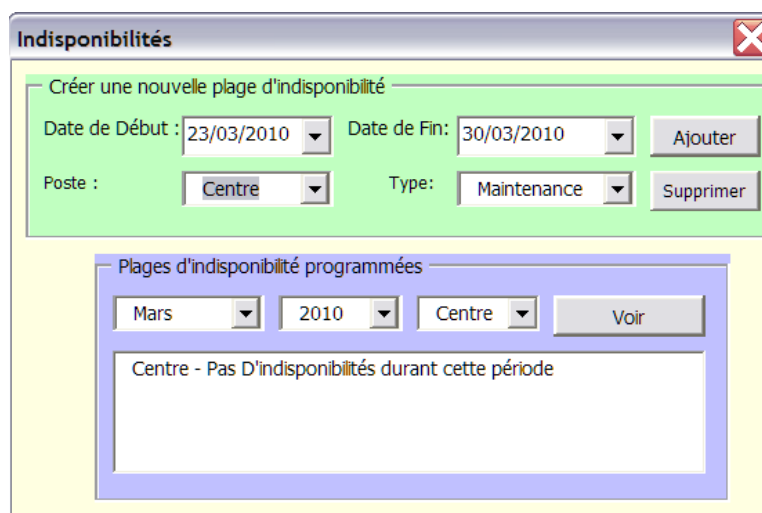 Indisponibilités
Créer une nouvelle plage d'indisponibilité
Date de Début : 23/03/2010 Date de Fin: 30/03/2010 Ajouter
Poste : Centre Type: Maintenance Supprimer
Plages d'indisponibilité programmées
Mars 2010 Centre Voir
Centre - Pas D'indisponibilités durant cette période